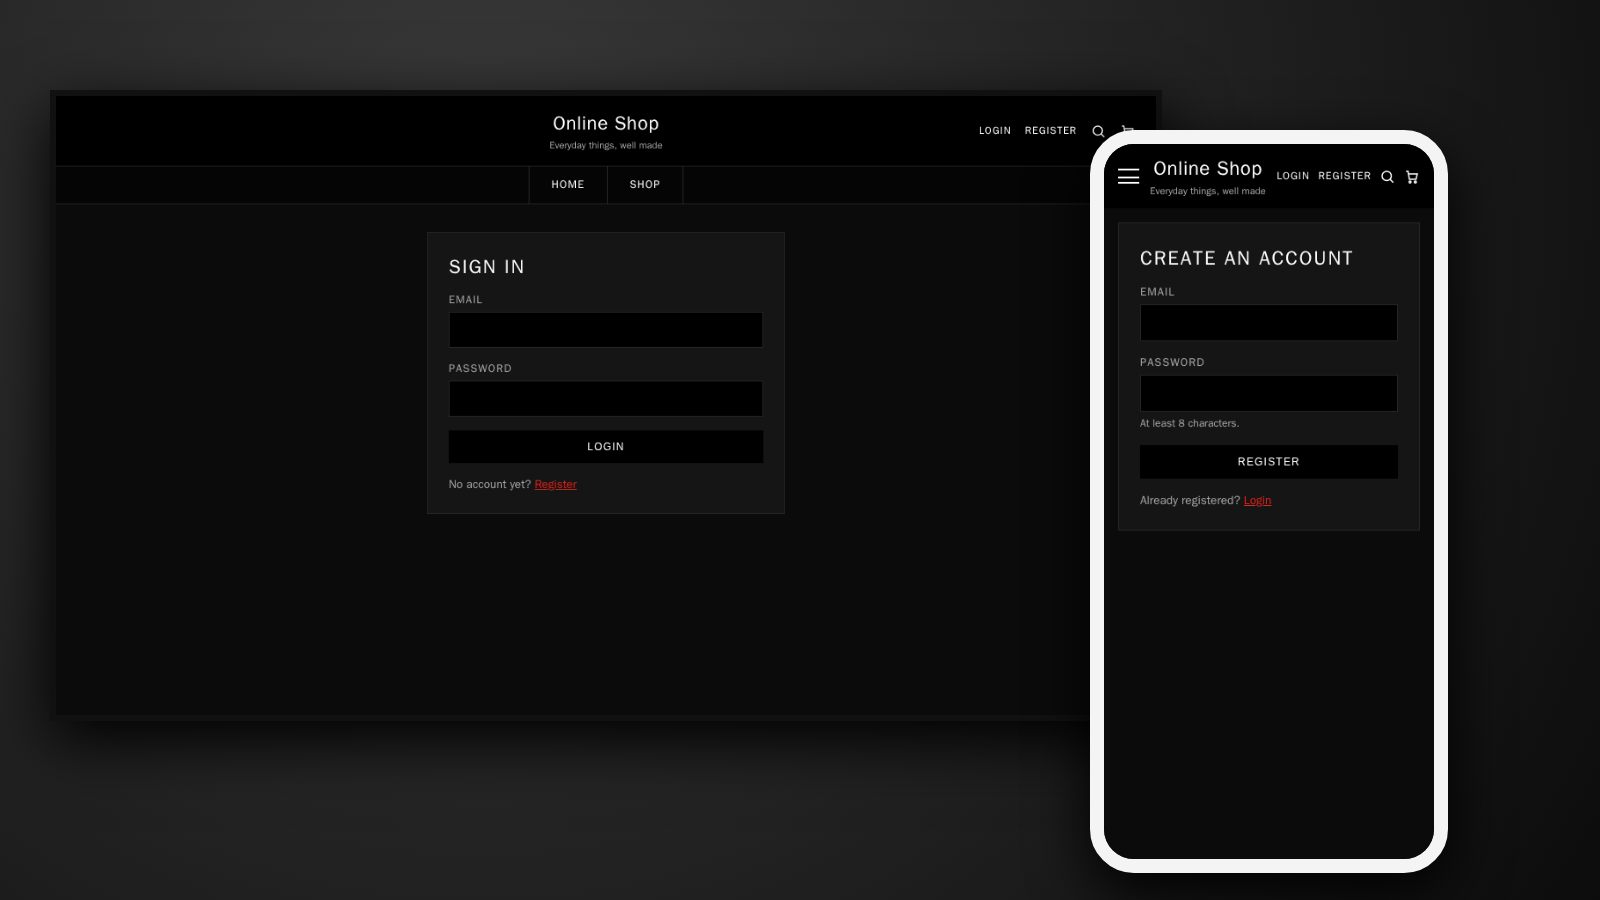 Online Shop
Everyday things, well made
LOGIN REGISTER
HOME SHOP
SIGN IN
EMAIL
PASSWORD
LOGIN
No account yet? Register
Online Shop
Everyday things, well made
LOGIN REGISTER
CREATE AN ACCOUNT
EMAIL
PASSWORD
At least 8 characters.
REGISTER
Already registered? Login